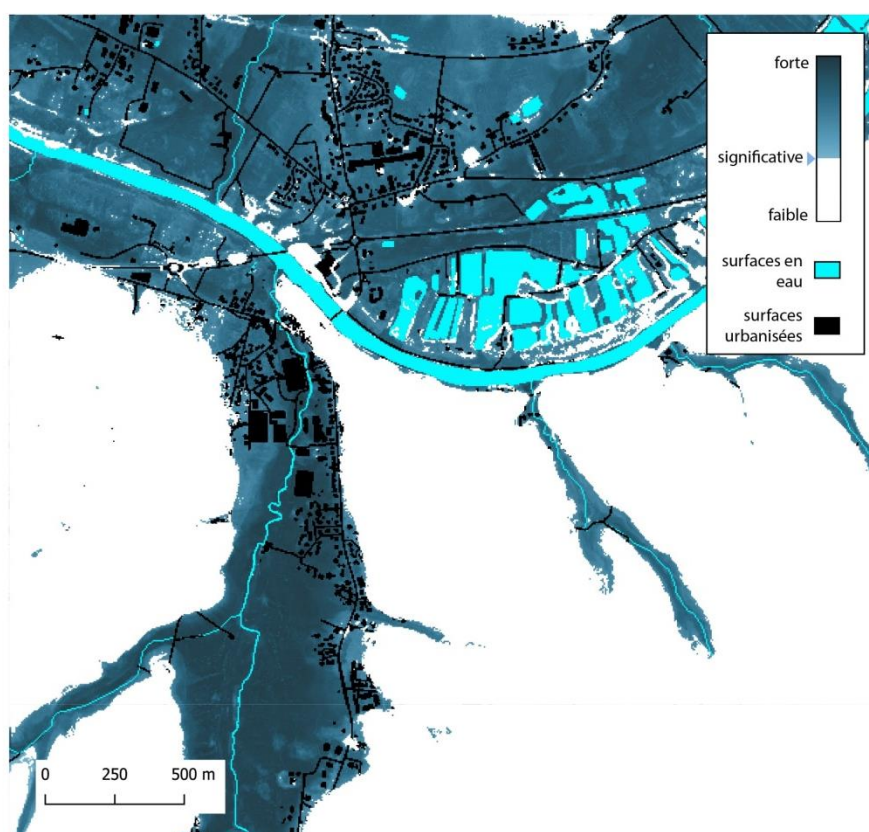 forte
significative
faible
surfaces en
eau
surfaces
urbanisées
0 250 500 m